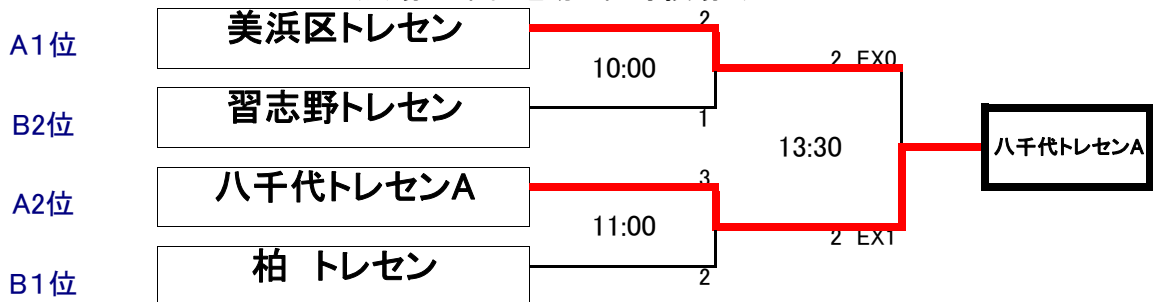 A1位
美浜区トレセン
2
10:00
2 EX0
B2位
習志野トレセン
1
13:30
八千代トレセンA
A2位
八千代トレセンA
3
11:00
2 EX1
B1位
柏 トレセン
2